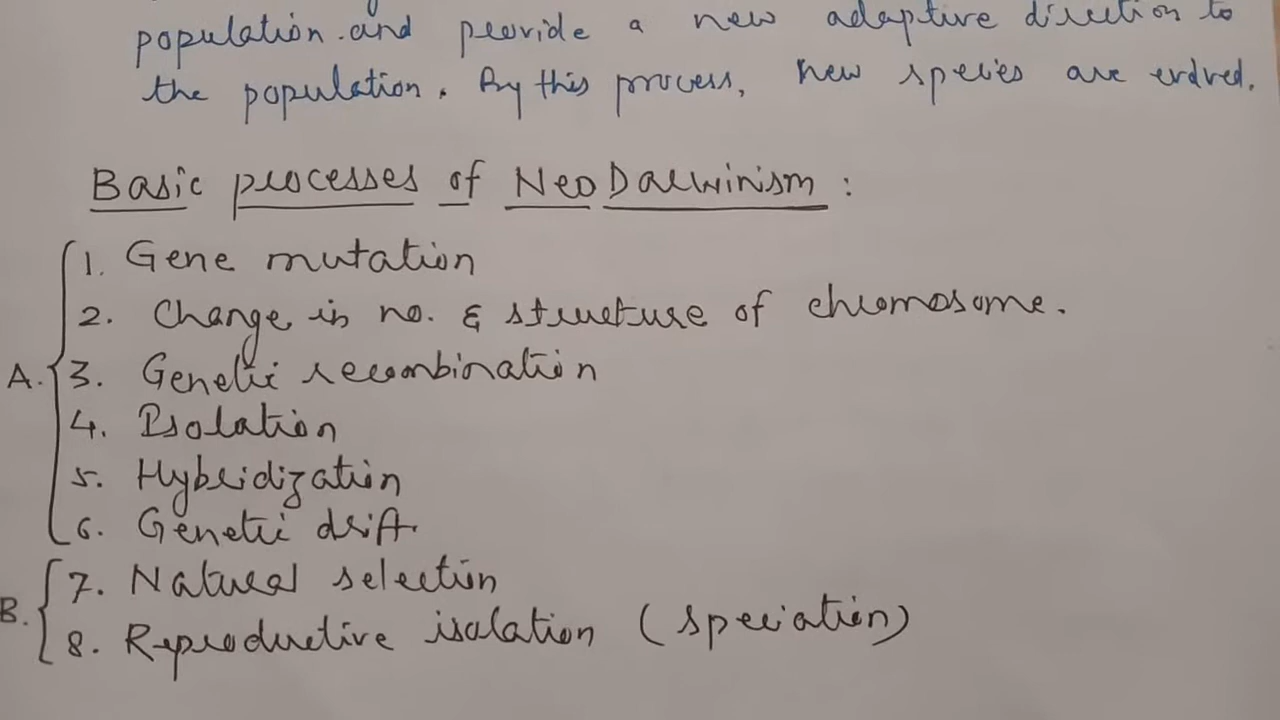 population and provide a new adaptive direction to
the population. By this process, new species are
Basic processes of NeoDarwinism :
1. Gene mutation
2. Change in no. & structure of chromosome.
A. 3. Genetic recombination
4. Isolation
5. Hybridization
6. Genetic drift.
7. Natural selection
B.
8. Reproductive isolation (speciation)